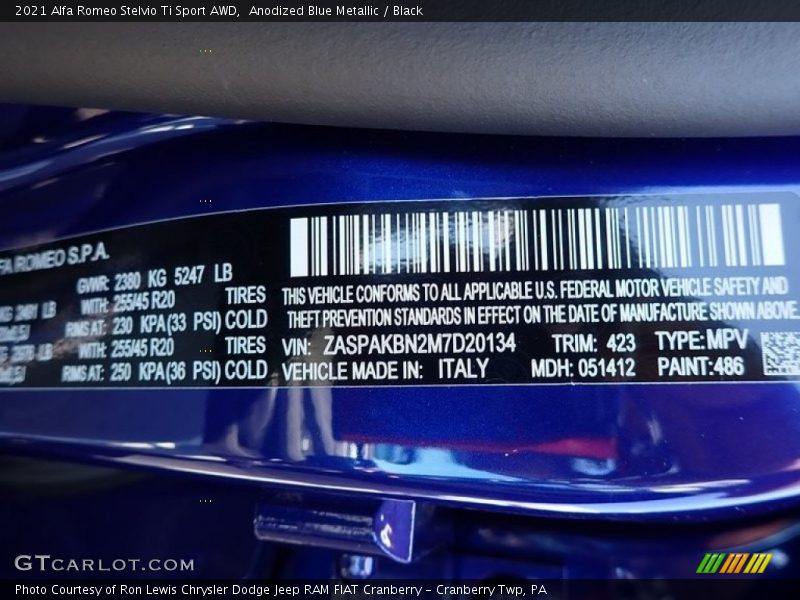 2021 Alfa Romeo Stelvio Ti Sport AWD, Anodized Blue Metallic / Black
FA ROMEO S.P.A.
GVWR: 2380 KG 5247 LB
LB WITH: 255/45 R20 TIRES
RMS AT: 230 KPA(33 PSI) COLD
LB WITH: 255/45 R20 TIRES
RMS AT: 250 KPA(36 PSI) COLD
THIS VEHICLE CONFORMS TO ALL APPLICABLE U.S. FEDERAL MOTOR VEHICLE SAFETY AND
THEFT PREVENTION STANDARDS IN EFFECT ON THE DATE OF MANUFACTURE SHOWN ABOVE.
VIN: ZASPAKBN2M7D20134 TRIM: 423 TYPE:MPV
VEHICLE MADE IN: ITALY MDH: 051412 PAINT:486
GTCARLOT.COM
Photo Courtesy of Ron Lewis Chrysler Dodge Jeep RAM FIAT Cranberry – Cranberry Twp, PA